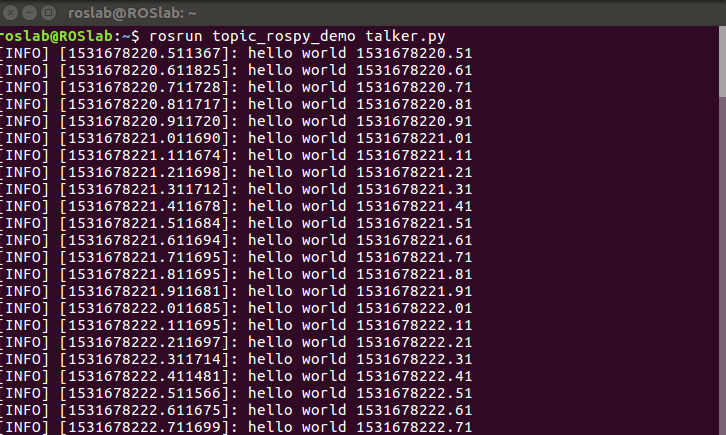 roslab@ROSlab: ~
roslab@ROSlab:~$ rosrun topic_rospy_demo talker.py
[INFO] [1531678220.511367]: hello world 1531678220.51
[INFO] [1531678220.611825]: hello world 1531678220.61
[INFO] [1531678220.711728]: hello world 1531678220.71
[INFO] [1531678220.811717]: hello world 1531678220.81
[INFO] [1531678220.911720]: hello world 1531678220.91
[INFO] [1531678221.011690]: hello world 1531678221.01
[INFO] [1531678221.111674]: hello world 1531678221.11
[INFO] [1531678221.211698]: hello world 1531678221.21
[INFO] [1531678221.311712]: hello world 1531678221.31
[INFO] [1531678221.411678]: hello world 1531678221.41
[INFO] [1531678221.511684]: hello world 1531678221.51
[INFO] [1531678221.611694]: hello world 1531678221.61
[INFO] [1531678221.711695]: hello world 1531678221.71
[INFO] [1531678221.811695]: hello world 1531678221.81
[INFO] [1531678221.911681]: hello world 1531678221.91
[INFO] [1531678222.011685]: hello world 1531678222.01
[INFO] [1531678222.111695]: hello world 1531678222.11
[INFO] [1531678222.211697]: hello world 1531678222.21
[INFO] [1531678222.311714]: hello world 1531678222.31
[INFO] [1531678222.411481]: hello world 1531678222.41
[INFO] [1531678222.511566]: hello world 1531678222.51
[INFO] [1531678222.611675]: hello world 1531678222.61
[INFO] [1531678222.711699]: hello world 1531678222.71